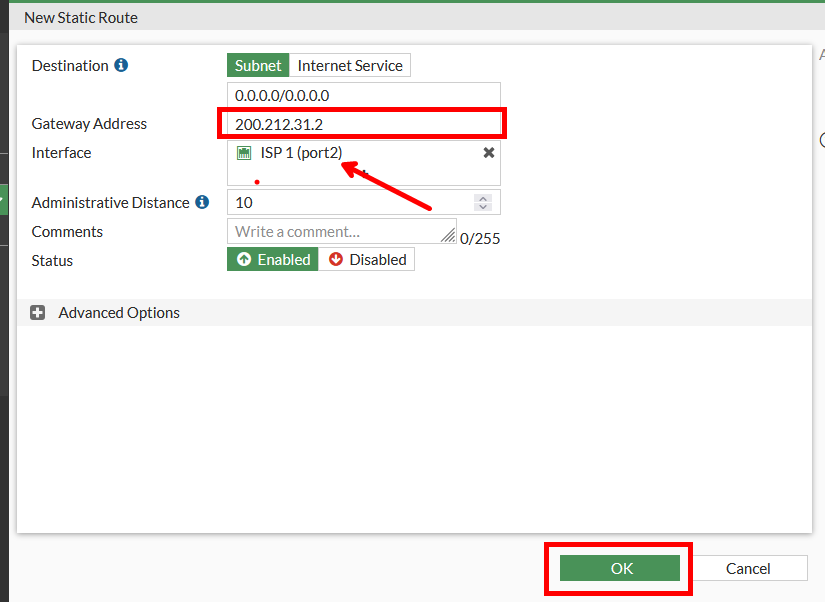 New Static Route
Destination
Subnet Internet Service
0.0.0.0/0.0.0.0
Gateway Address 200.212.31.2
Interface ISP 1 (port2)
Administrative Distance 10
Comments Write a comment... 0/255
Status Enabled Disabled
Advanced Options
OK Cancel